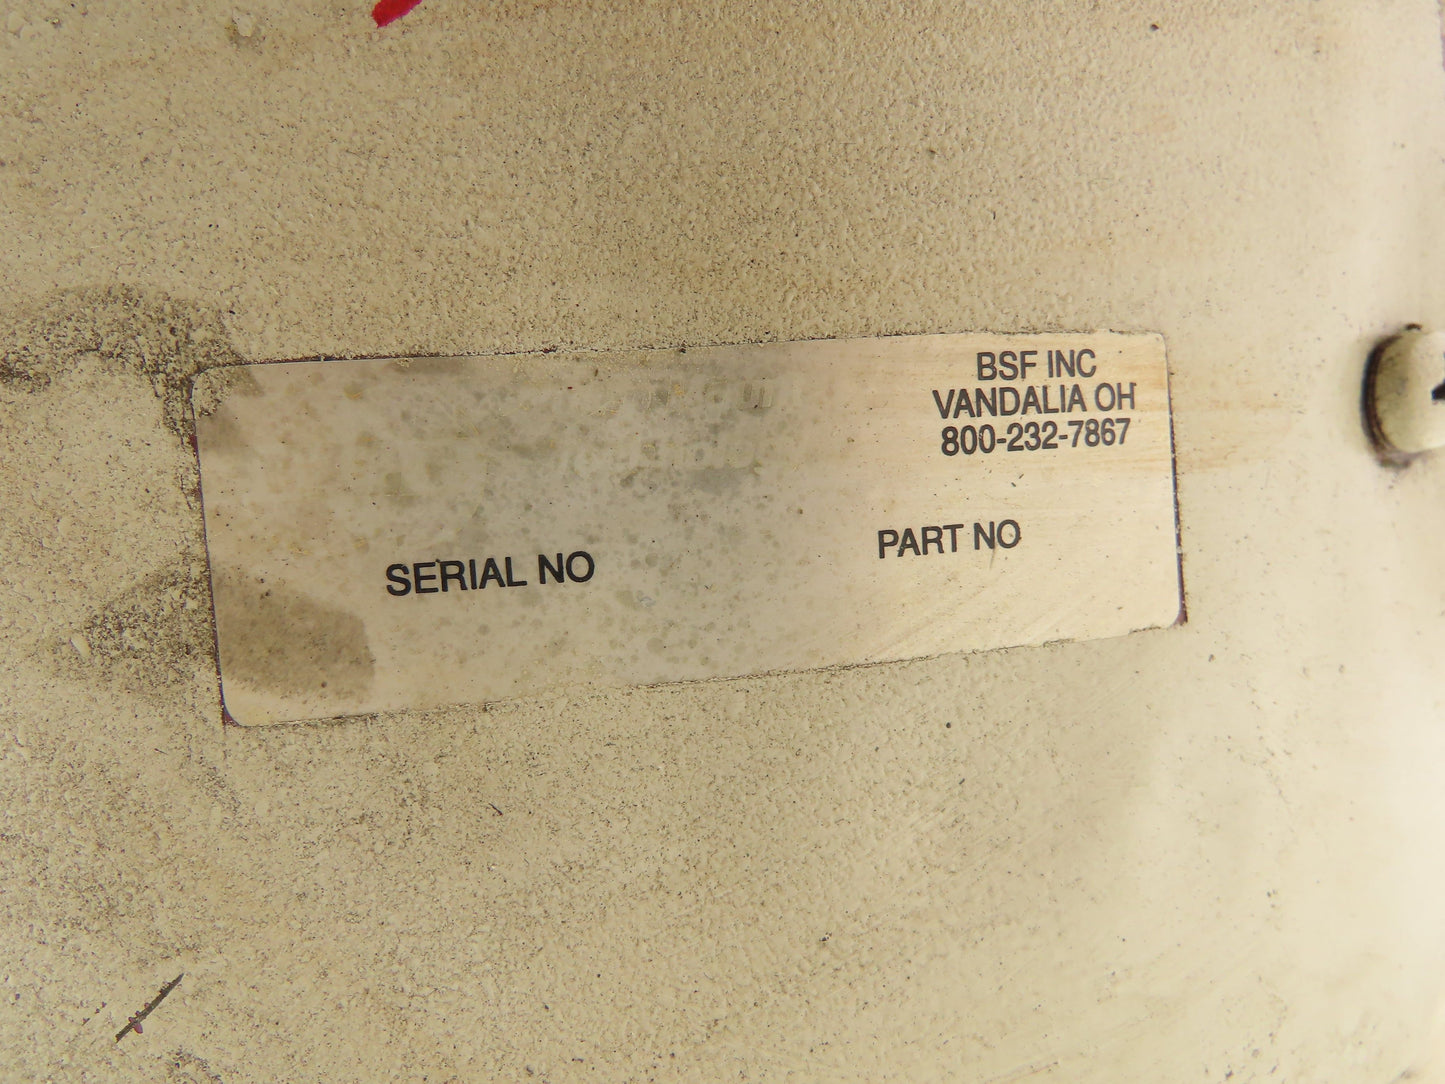 BSF INC
VANDALIA OH
800-232-7867
PART NO
SERIAL NO